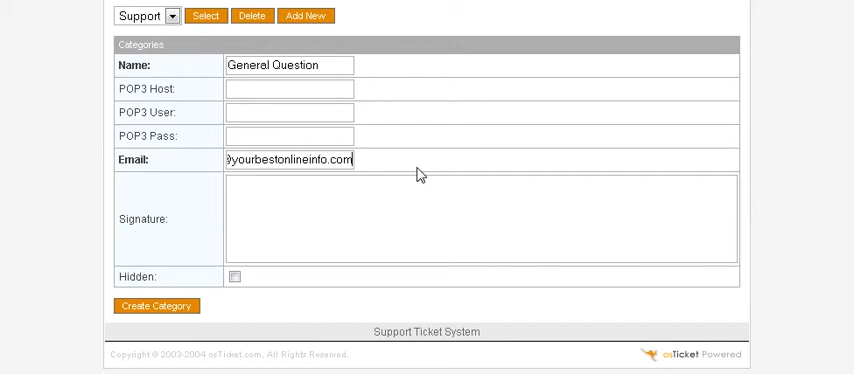 Support Select Delete Add New
Categories
Name: General Question
POP3 Host:
POP3 User:
POP3 Pass:
Email: @yourbestonlineinfo.com
Signature:
Hidden:
Create Category
Support Ticket System
Copyright © 2003-2004 osTicket.com. All Rights Reserved. osTicket Powered